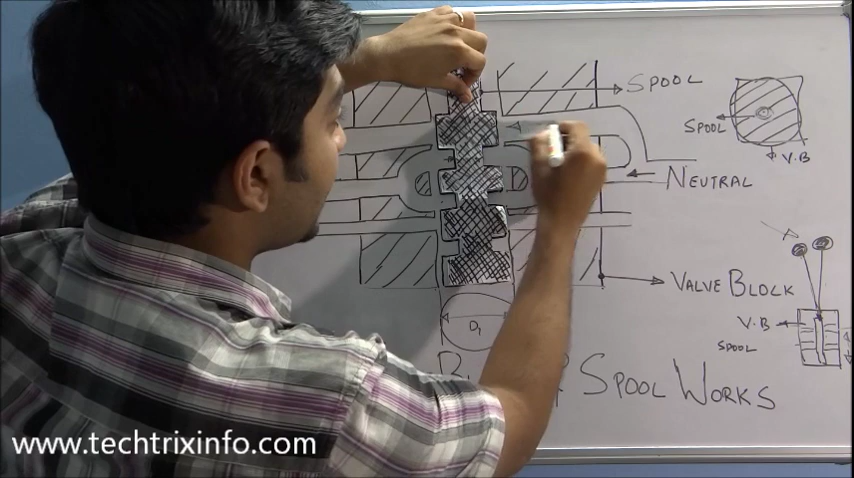 SPOOL
SPOOL
V.B
NEUTRAL
VALVE BLOCK
V.B
SPOOL
D1
SPOOL WORKS
www.techtrixinfo.com